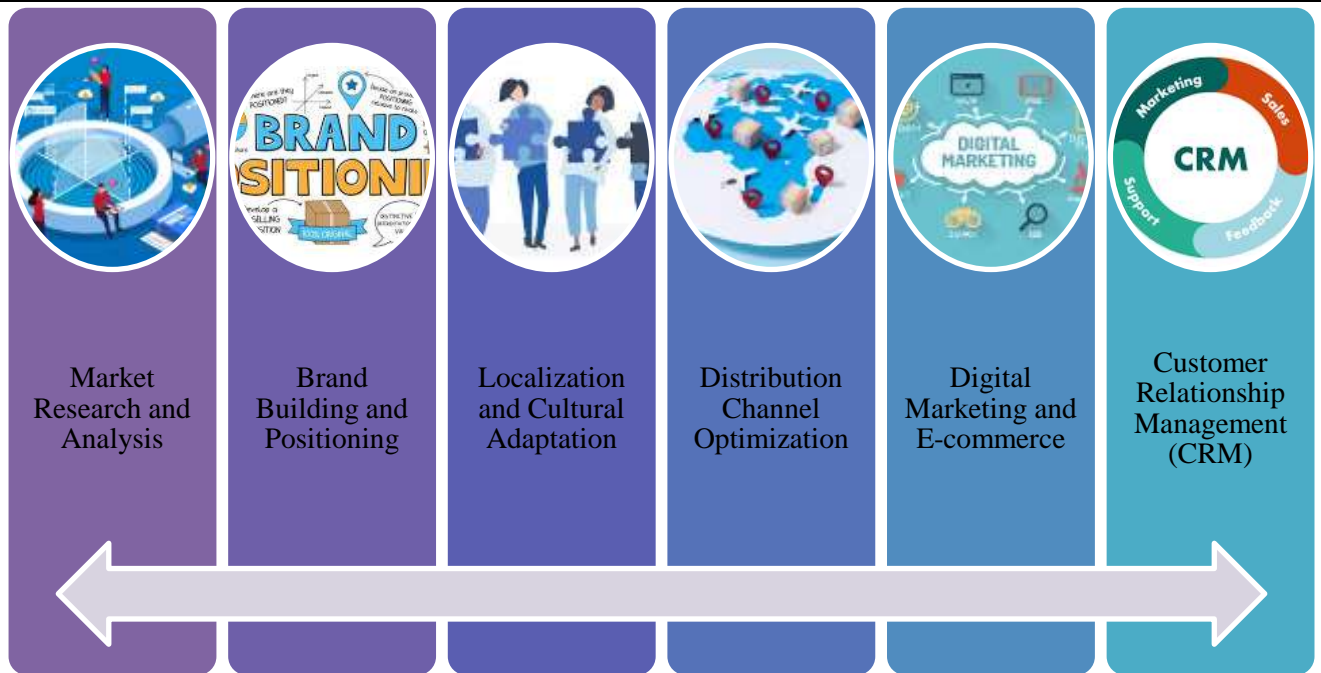 BRAND
POSITIONING
DIGITAL
MARKETING
Marketing
Sales
CRM
Support
Feedback
Market
Research and
Analysis
Brand
Building and
Positioning
Localization
and Cultural
Adaptation
Distribution
Channel
Optimization
Digital
Marketing and
E-commerce
Customer
Relationship
Management
(CRM)